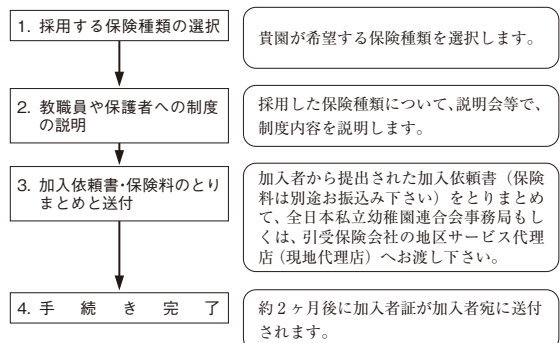 1. 採用する保険種類の選択
貴園が希望する保険種類を選択します。
2. 教職員や保護者への制度
の説明
採用した保険種類について、説明会等で、
制度内容を説明します。
3. 加入依頼書・保険料のとり
まとめと送付
加入者から提出された加入依頼書（保険
料は別途お振込み下さい）をとりまとめ
て、全日本私立幼稚園連合会事務局もし
くは、引受保険会社の地区サービス代理
店（現地代理店）へお渡し下さい。
4. 手続き完了
約２ヶ月後に加入者証が加入者宛に送付
されます。